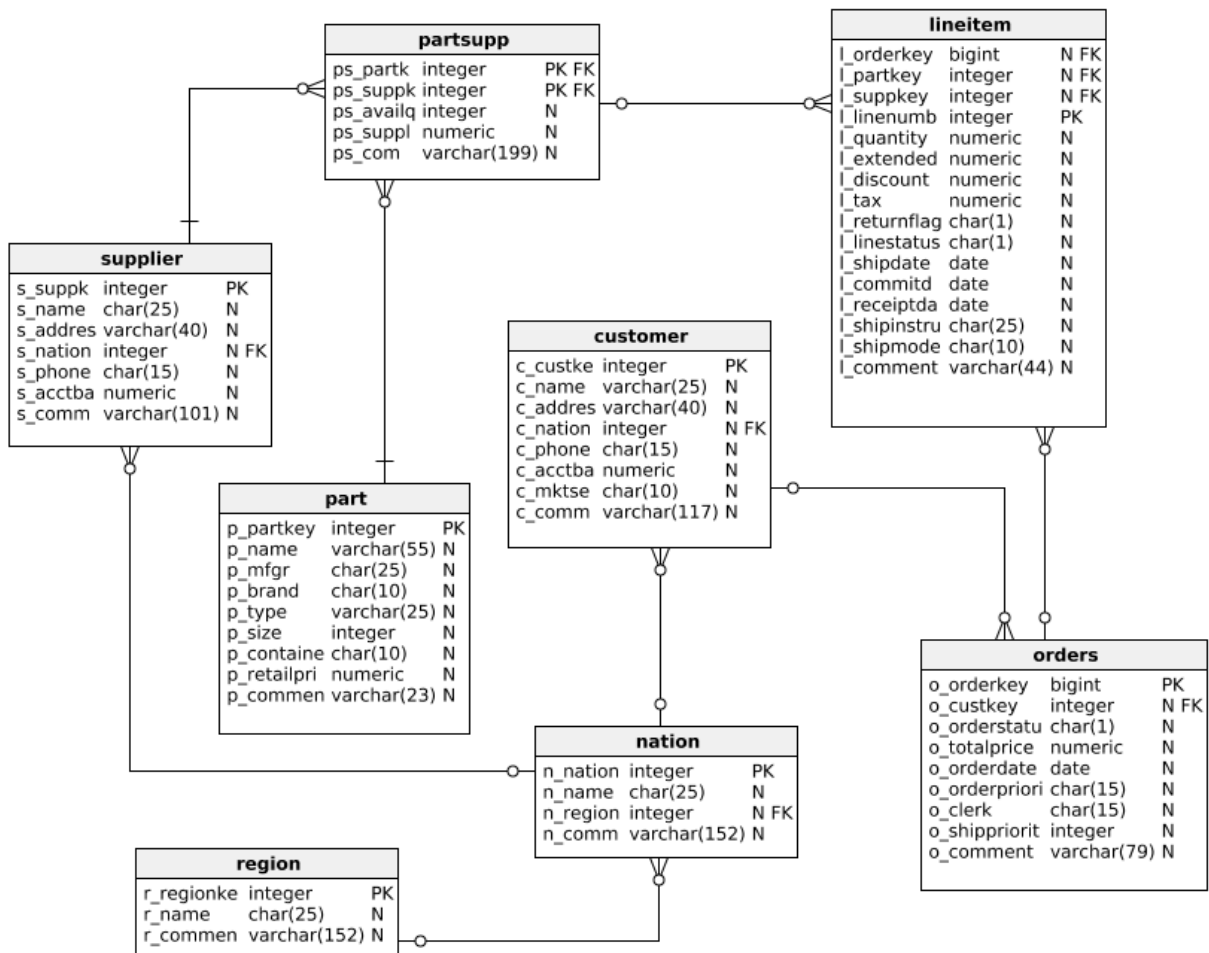 partsupp
ps_partk integer PK FK
ps_suppk integer PK FK
ps_availq integer N
ps_suppl numeric N
ps_com varchar(199) N
lineitem
l_orderkey bigint N FK
l_partkey integer N FK
l_suppkey integer N FK
l_linenumb integer PK
l_quantity numeric N
l_extended numeric N
l_discount numeric N
l_tax numeric N
l_returnflag char(1) N
l_linestatus char(1) N
l_shipdate date N
l_commitd date N
l_receiptda date N
l_shipinstru char(25) N
l_shipmode char(10) N
l_comment varchar(44) N
supplier
s_suppk integer PK
s_name char(25) N
s_addres varchar(40) N
s_nation integer N FK
s_phone char(15) N
s_acctba numeric N
s_comm varchar(101) N
customer
c_custke integer PK
c_name varchar(25) N
c_addres varchar(40) N
c_nation integer N FK
c_phone char(15) N
c_acctba numeric N
c_mktse char(10) N
c_comm varchar(117) N
part
p_partkey integer PK
p_name varchar(55) N
p_mfgr char(25) N
p_brand char(10) N
p_type varchar(25) N
p_size integer N
p_containe char(10) N
p_retailpri numeric N
p_commen varchar(23) N
orders
o_orderkey bigint PK
o_custkey integer N FK
o_orderstatu char(1) N
o_totalprice numeric N
o_orderdate date N
o_orderpriori char(15) N
o_clerk char(15) N
o_shippriorit integer N
o_comment varchar(79) N
nation
n_nation integer PK
n_name char(25) N
n_region integer N FK
n_comm varchar(152) N
region
r_regionke integer PK
r_name char(25) N
r_commen varchar(152) N